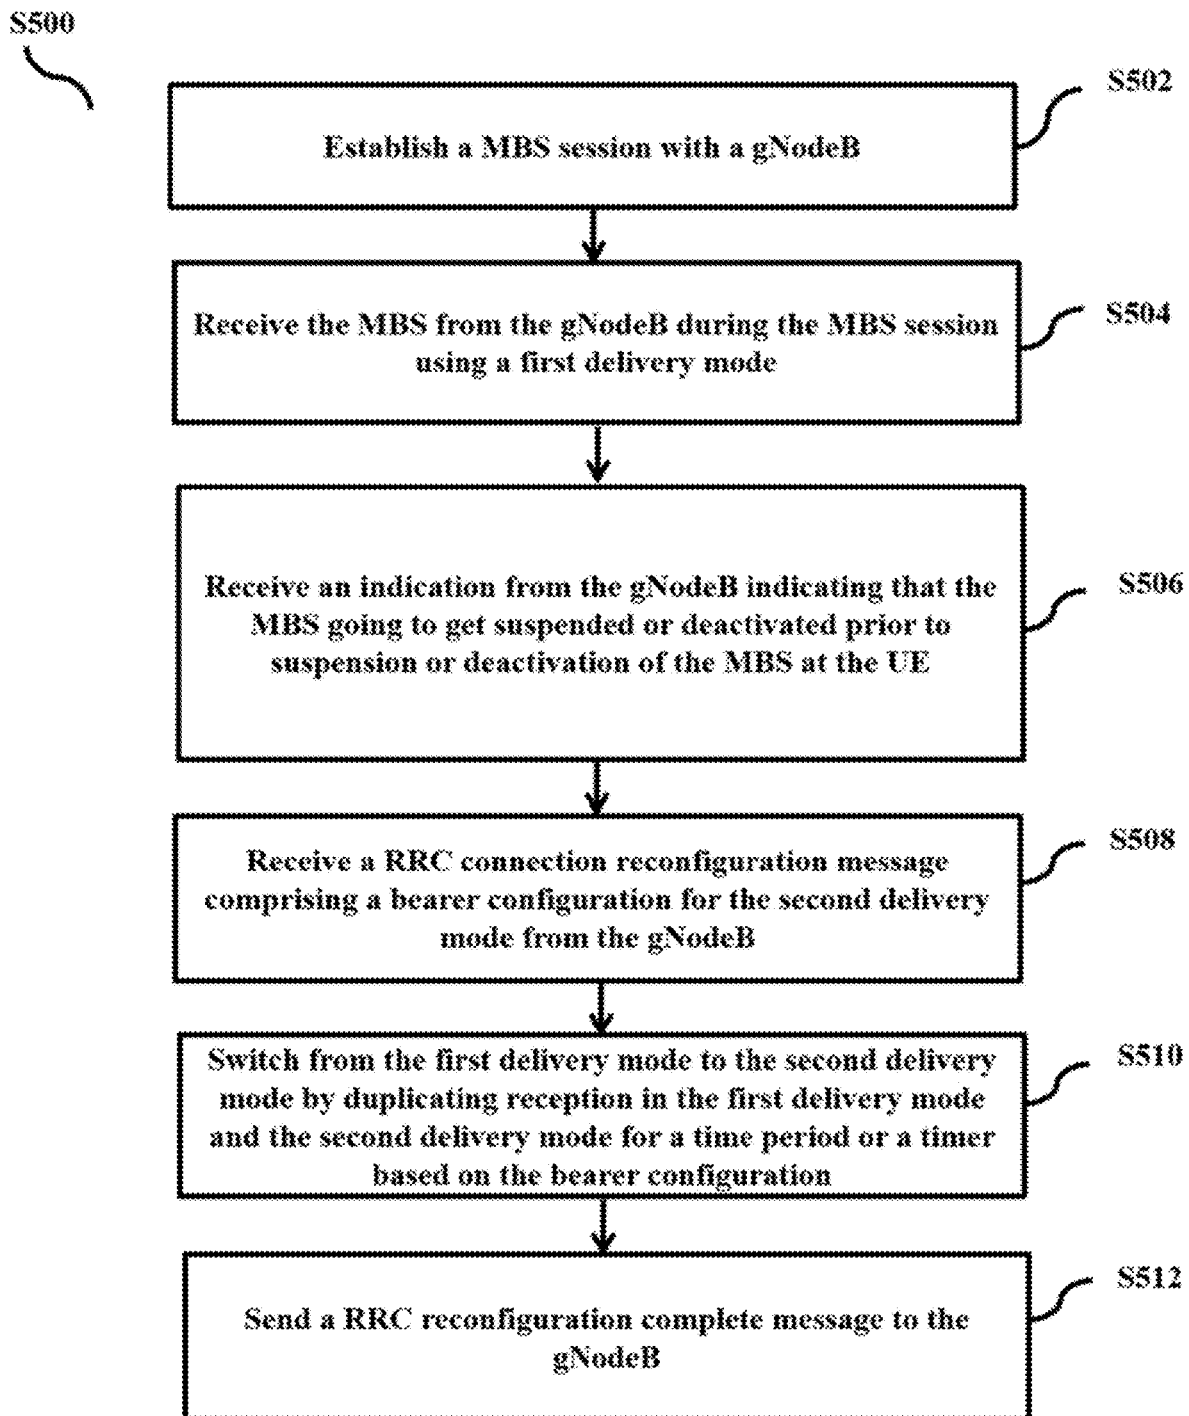 S500
S502
Establish a MBS session with a gNodeB
S504
Receive the MBS from the gNodeB during the MBS session
using a first delivery mode
S506
Receive an indication from the gNodeB indicating that the
MBS going to get suspended or deactivated prior to
suspension or deactivation of the MBS at the UE
S508
Receive a RRC connection reconfiguration message
comprising a bearer configuration for the second delivery
mode from the gNodeB
S510
Switch from the first delivery mode to the second delivery
mode by duplicating reception in the first delivery mode
and the second delivery mode for a time period or a timer
based on the bearer configuration
S512
Send a RRC reconfiguration complete message to the
gNodeB